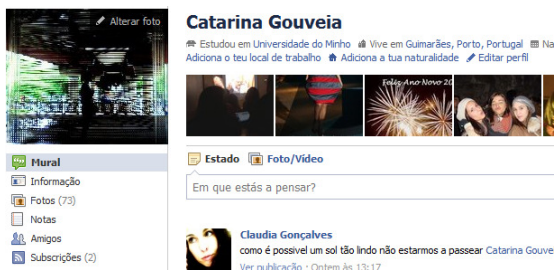 Alterar foto
Catarina Gouveia
Estudou em Universidade do Minho Vive em Guimarães, Porto, Portugal Na
Adiciona o teu local de trabalho Adiciona a tua naturalidade Editar perfil
Feliz Ano Novo 20
Mural
Informação
Fotos (73)
Notas
Amigos
Subscrições (2)
Estado Foto/Vídeo
Em que estás a pensar?
Claudia Gonçalves
como é possivel um sol tão lindo não estarmos a passear Catarina Gouve
Ver publicação · Ontem às 13:17